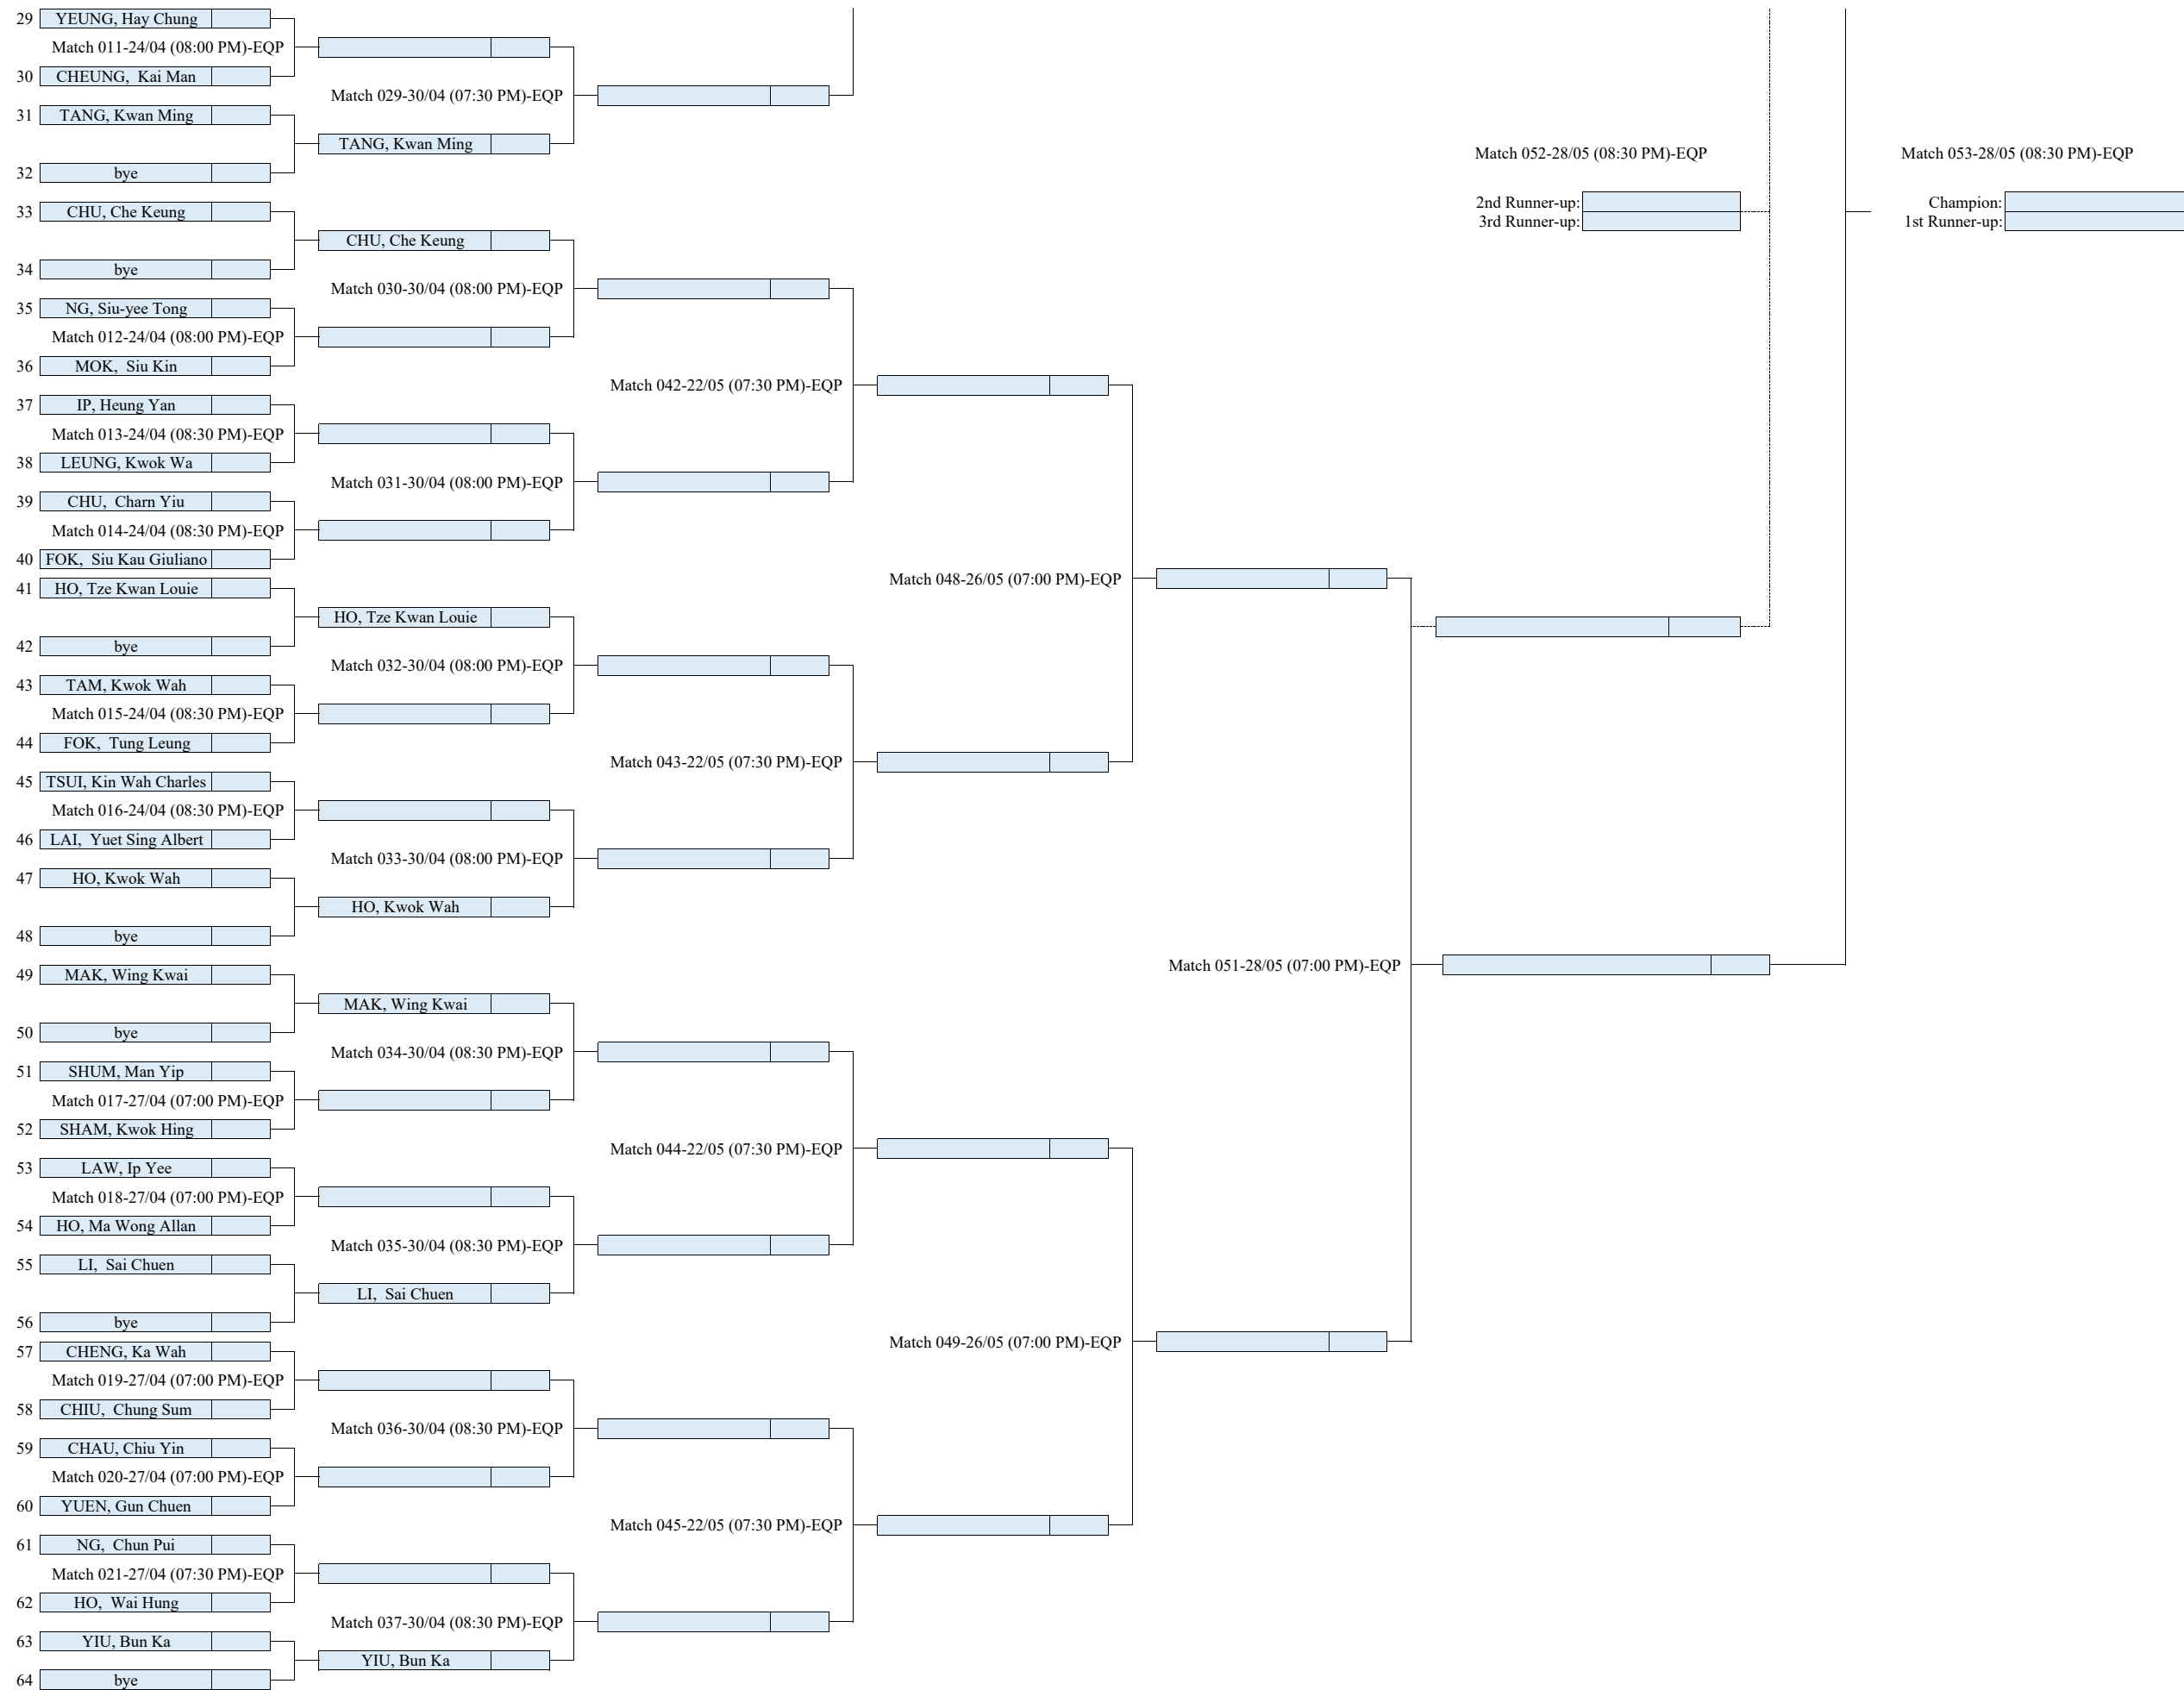 29 YEUNG, Hay Chung
Match 011-24/04 (08:00 PM)-EQP
30 CHEUNG, Kai Man
Match 029-30/04 (07:30 PM)-EQP
31 TANG, Kwan Ming
TANG, Kwan Ming
Match 052-28/05 (08:30 PM)-EQP
Match 053-28/05 (08:30 PM)-EQP
32 bye
2nd Runner-up:
Champion:
33 CHU, Che Keung
3rd Runner-up:
1st Runner-up:
CHU, Che Keung
34 bye
Match 030-30/04 (08:00 PM)-EQP
35 NG, Siu-yee Tong
Match 012-24/04 (08:00 PM)-EQP
36 MOK, Siu Kin
Match 042-22/05 (07:30 PM)-EQP
37 IP, Heung Yan
Match 013-24/04 (08:30 PM)-EQP
38 LEUNG, Kwok Wa
Match 031-30/04 (08:00 PM)-EQP
39 CHU, Charn Yiu
Match 014-24/04 (08:30 PM)-EQP
40 FOK, Siu Kau Giuliano
Match 048-26/05 (07:00 PM)-EQP
41 HO, Tze Kwan Louie
HO, Tze Kwan Louie
42 bye
Match 032-30/04 (08:00 PM)-EQP
43 TAM, Kwok Wah
Match 015-24/04 (08:30 PM)-EQP
44 FOK, Tung Leung
Match 043-22/05 (07:30 PM)-EQP
45 TSUI, Kin Wah Charles
Match 016-24/04 (08:30 PM)-EQP
46 LAI, Yuet Sing Albert
Match 033-30/04 (08:00 PM)-EQP
47 HO, Kwok Wah
HO, Kwok Wah
48 bye
Match 051-28/05 (07:00 PM)-EQP
49 MAK, Wing Kwai
MAK, Wing Kwai
50 bye
Match 034-30/04 (08:30 PM)-EQP
51 SHUM, Man Yip
Match 017-27/04 (07:00 PM)-EQP
52 SHAM, Kwok Hing
Match 044-22/05 (07:30 PM)-EQP
53 LAW, Ip Yee
Match 018-27/04 (07:00 PM)-EQP
54 HO, Ma Wong Allan
Match 035-30/04 (08:30 PM)-EQP
55 LI, Sai Chuen
LI, Sai Chuen
56 bye
Match 049-26/05 (07:00 PM)-EQP
57 CHENG, Ka Wah
Match 019-27/04 (07:00 PM)-EQP
58 CHIU, Chung Sum
Match 036-30/04 (08:30 PM)-EQP
59 CHAU, Chiu Yin
Match 020-27/04 (07:00 PM)-EQP
60 YUEN, Gun Chuen
Match 045-22/05 (07:30 PM)-EQP
61 NG, Chun Pui
Match 021-27/04 (07:30 PM)-EQP
62 HO, Wai Hung
Match 037-30/04 (08:30 PM)-EQP
63 YIU, Bun Ka
YIU, Bun Ka
64 bye